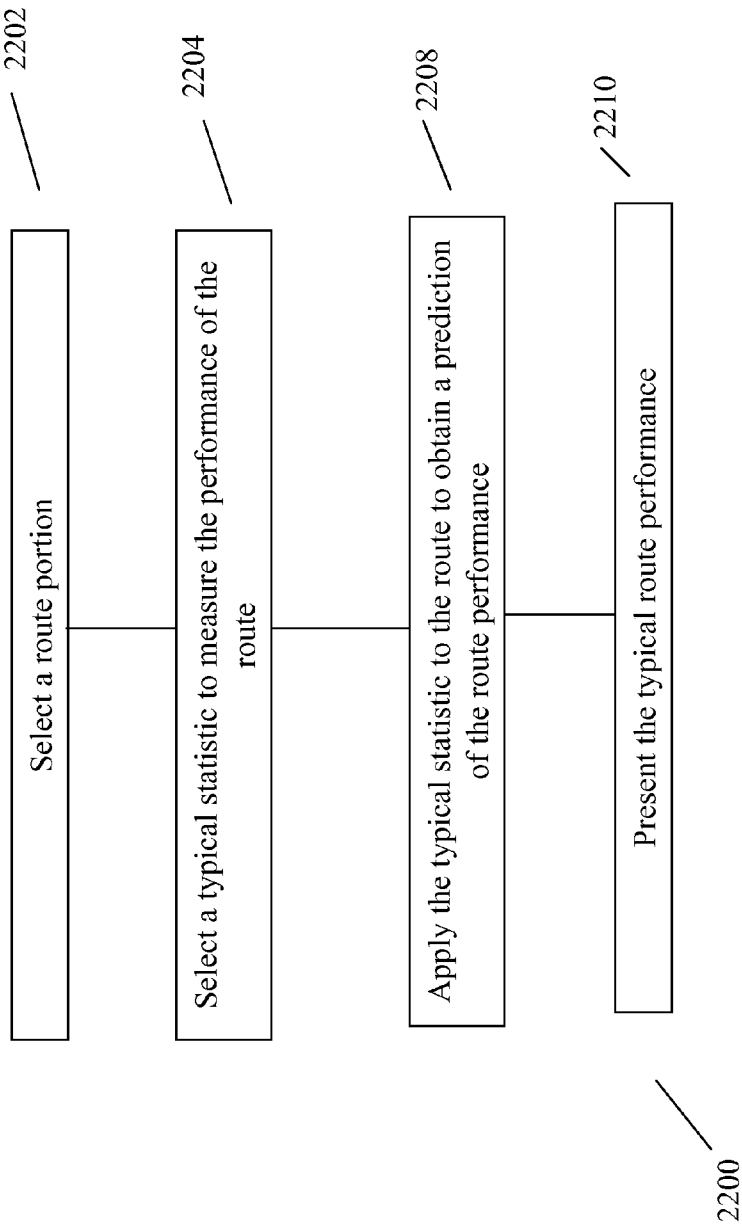 Select a route portion
2202
Select a typical statistic to measure the performance of the
route
2204
Apply the typical statistic to the route to obtain a prediction
of the route performance
2208
Present the typical route performance
2210
2200